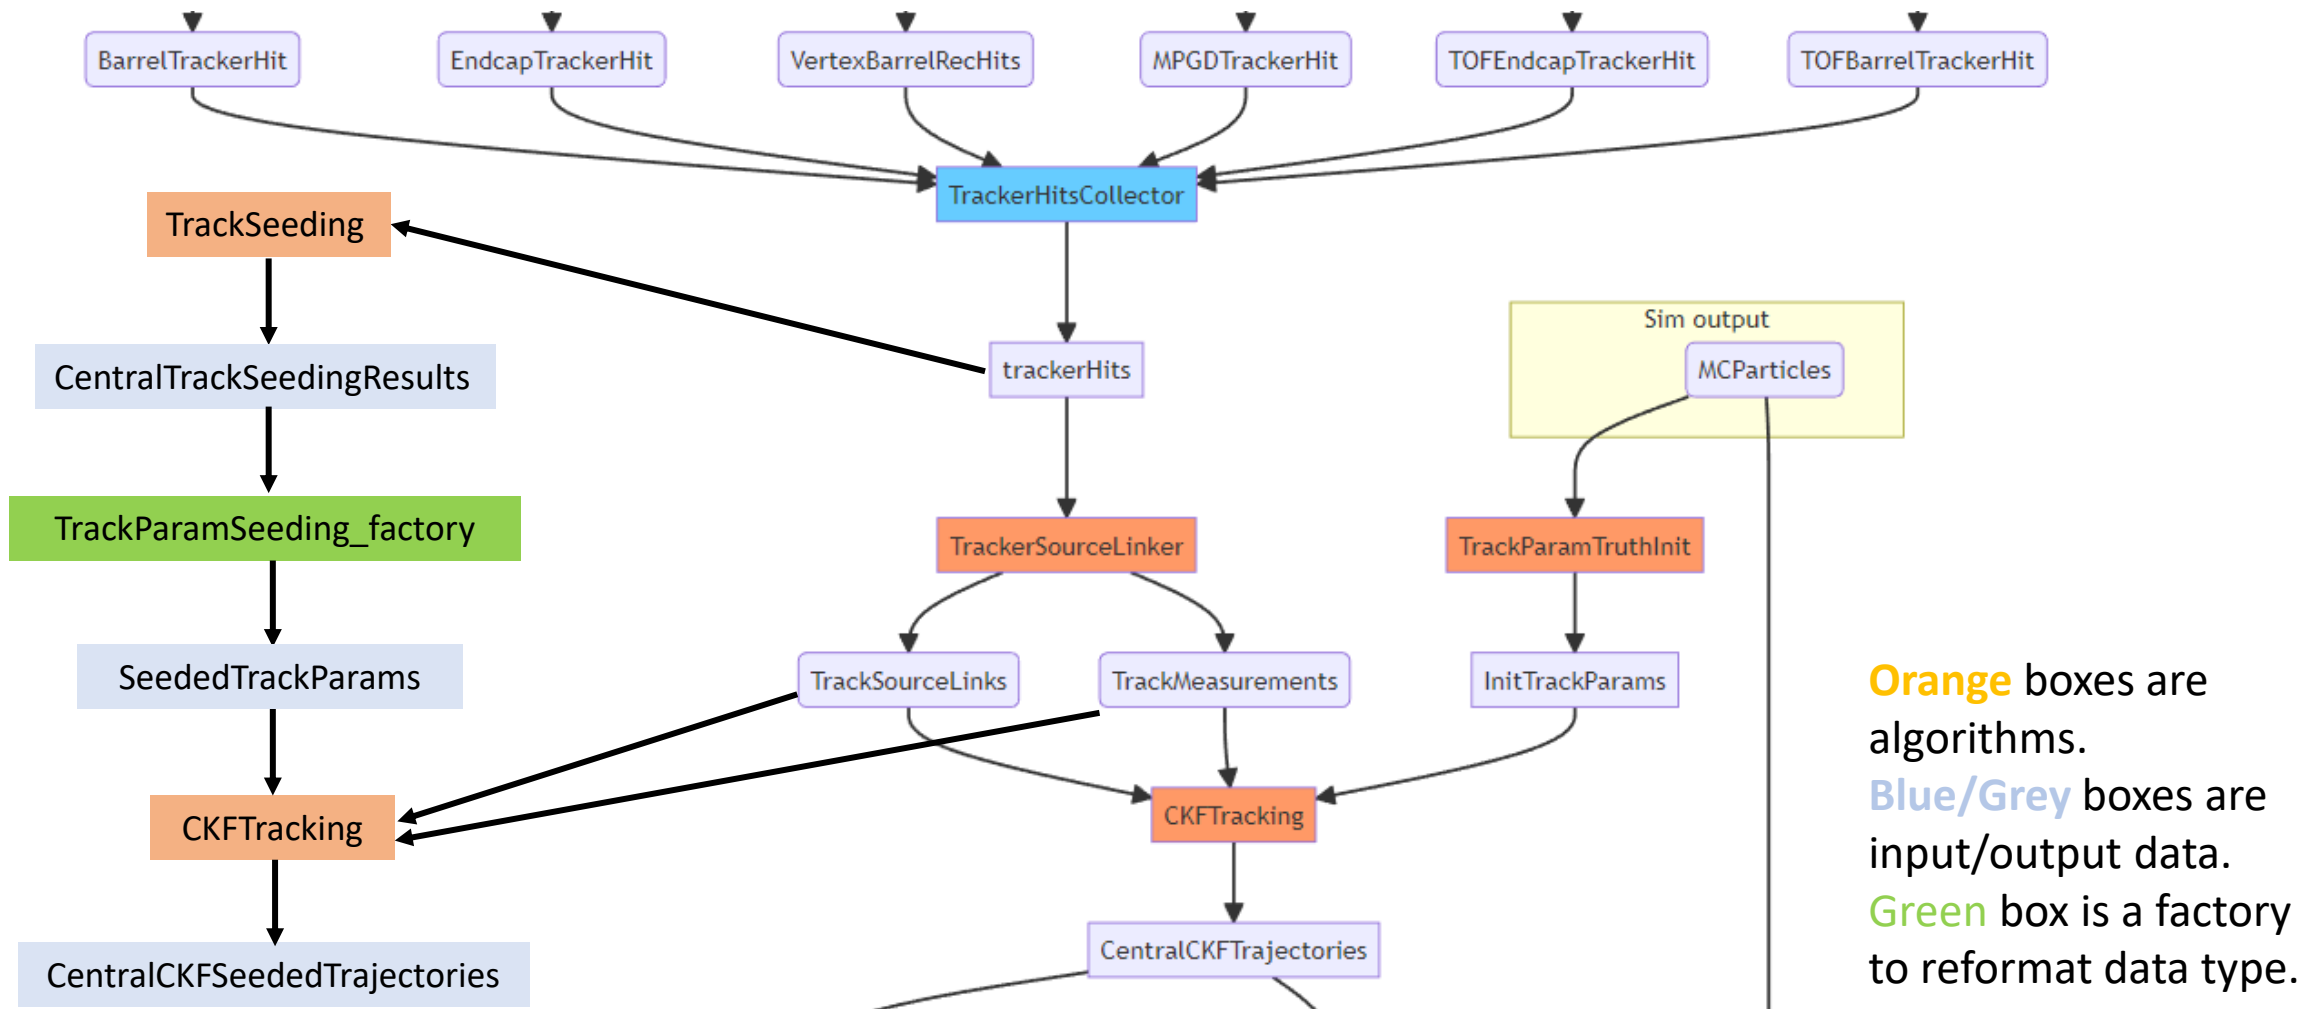 BarrelTrackerHit
EndcapTrackerHit
VertexBarrelRecHits
MPGDTrackerHit
TOFEndcapTrackerHit
TOFBarrelTrackerHit
TrackerHitsCollector
TrackSeeding
Sim output
CentralTrackSeedingResults
trackerHits
MCParticles
TrackParamSeeding_factory
TrackerSourceLinker
TrackParamTruthInit
SeededTrackParams
TrackSourceLinks
TrackMeasurements
InitTrackParams
CKFTracking
CKFTracking
CentralCKFSeededTrajectories
CentralCKFTrajectories
Orange boxes are
algorithms.
Blue/Grey boxes are
input/output data.
Green box is a factory
to reformat data type.